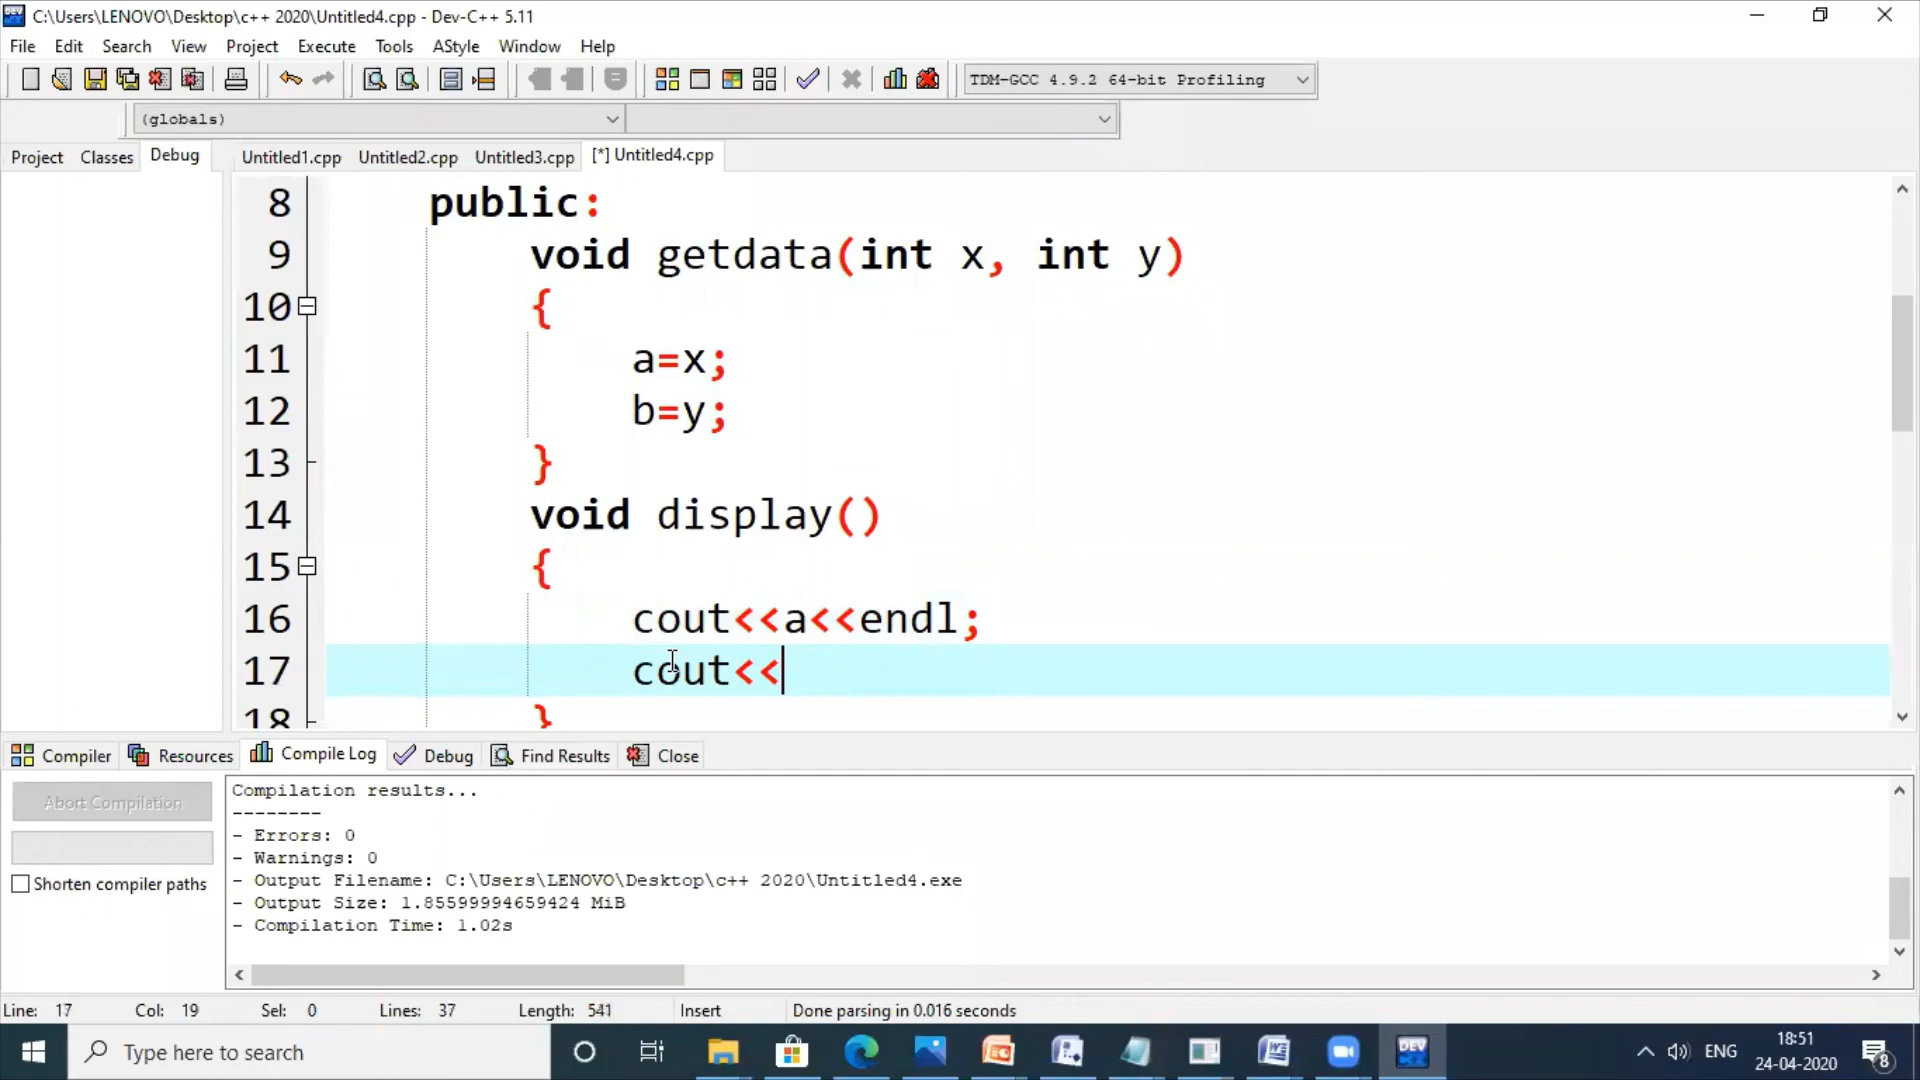 C:\Users\LENOVO\Desktop\c++ 2020\Untitled4.cpp - Dev-C++ 5.11
File Edit Search View Project Execute Tools AStyle Window Help
TDM-GCC 4.9.2 64-bit Profiling
(globals)
Project Classes Debug Untitled1.cpp Untitled2.cpp Untitled3.cpp [*] Untitled4.cpp
8 public:
9 void getdata(int x, int y)
10 {
11 a=x;
12 b=y;
13 }
14 void display()
15 {
16 cout<<a<<endl;
17 cout<<
18 }
Compiler Resources Compile Log Debug Find Results Close
Abort Compilation
Shorten compiler paths
Compilation results...
--------
- Errors: 0
- Warnings: 0
- Output Filename: C:\Users\LENOVO\Desktop\c++ 2020\Untitled4.exe
- Output Size: 1.85599994659424 MiB
- Compilation Time: 1.02s
Line: 17 Col: 19 Sel: 0 Lines: 37 Length: 541 Insert Done parsing in 0.016 seconds
Type here to search
DEV
ENG
18:51
24-04-2020
8